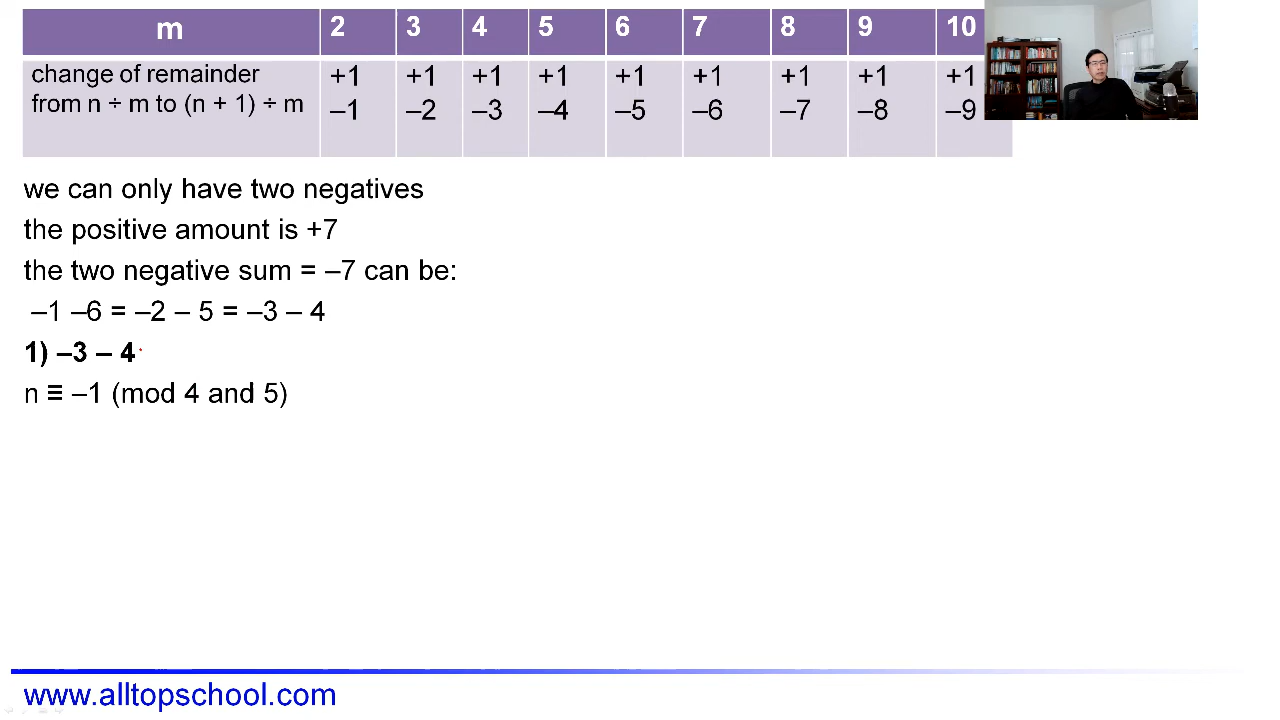 m 2 3 4 5 6 7 8 9 10
change of remainder +1 +1 +1 +1 +1 +1 +1 +1 +1
from n ÷ m to (n + 1) ÷ m –1 –2 –3 –4 –5 –6 –7 –8 –9
we can only have two negatives
the positive amount is +7
the two negative sum = –7 can be:
–1 –6 = –2 – 5 = –3 – 4
1) –3 – 4
n ≡ –1 (mod 4 and 5)
www.alltopschool.com